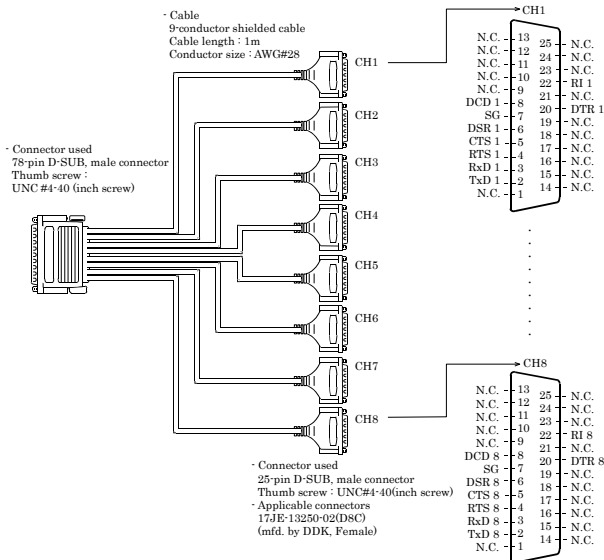 - Cable
9-conductor shielded cable
Cable length : 1m
Conductor size : AWG#28
- Connector used
78-pin D-SUB, male connector
Thumb screw :
UNC #4-40 (inch screw)
CH1
CH2
CH3
CH4
CH5
CH6
CH7
CH8
- Connector used
25-pin D-SUB, male connector
Thumb screw : UNC#4-40(inch screw)
- Applicable connectors
17JE-13250-02(D8C)
(mfd. by DDK, Female)
CH1
N.C. 13
N.C. 12
N.C. 11
N.C. 10
N.C. 9
DCD 1 8
SG 7
DSR 1 6
CTS 1 5
RTS 1 4
RxD 1 3
TxD 1 2
N.C. 1
25 N.C.
24 N.C.
23 N.C.
22 RI 1
21 N.C.
20 DTR 1
19 N.C.
18 N.C.
17 N.C.
16 N.C.
15 N.C.
14 N.C.
CH8
N.C. 13
N.C. 12
N.C. 11
N.C. 10
N.C. 9
DCD 8 8
SG 7
DSR 8 6
CTS 8 5
RTS 8 4
RxD 8 3
TxD 8 2
N.C. 1
25 N.C.
24 N.C.
23 N.C.
22 RI 8
21 N.C.
20 DTR 8
19 N.C.
18 N.C.
17 N.C.
16 N.C.
15 N.C.
14 N.C.